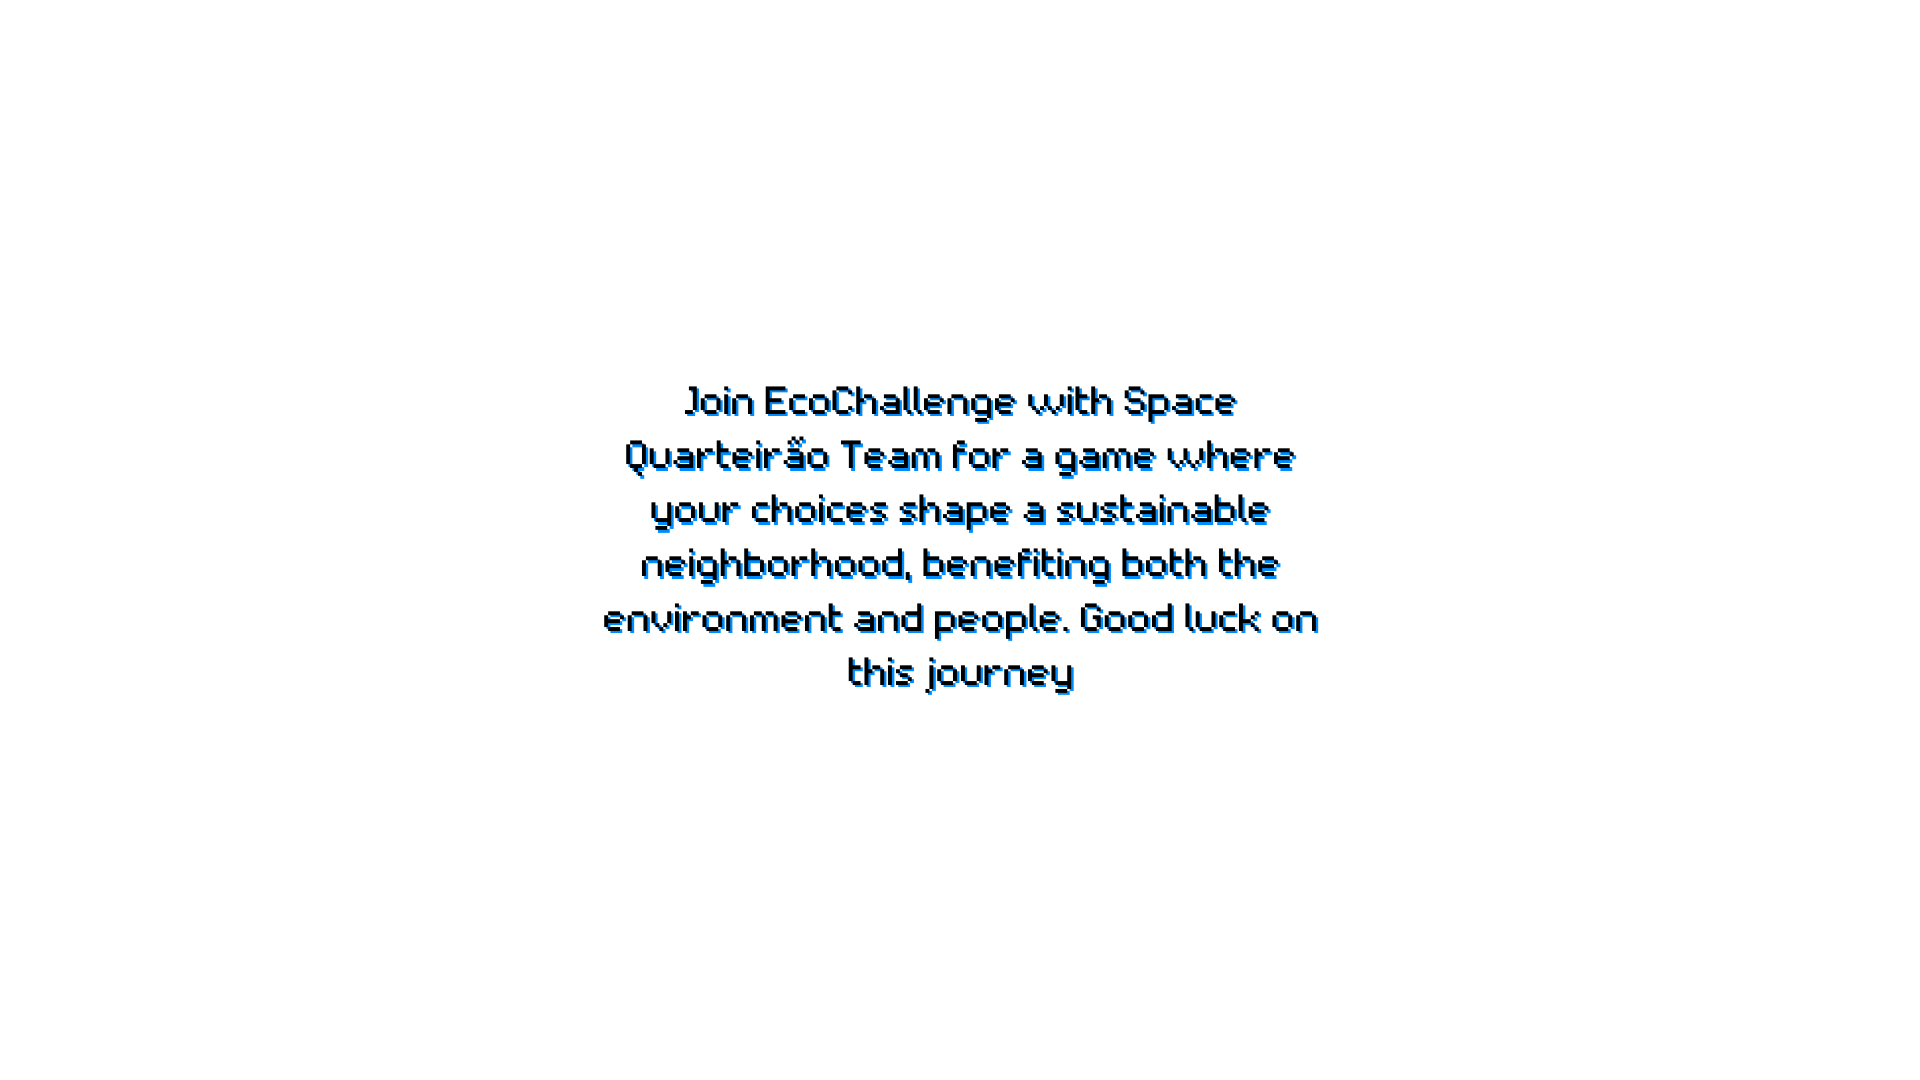 Join EcoChallenge with Space
Quarteirão Team for a game where
your choices shape a sustainable
neighborhood, benefiting both the
environment and people. Good luck on
this journey